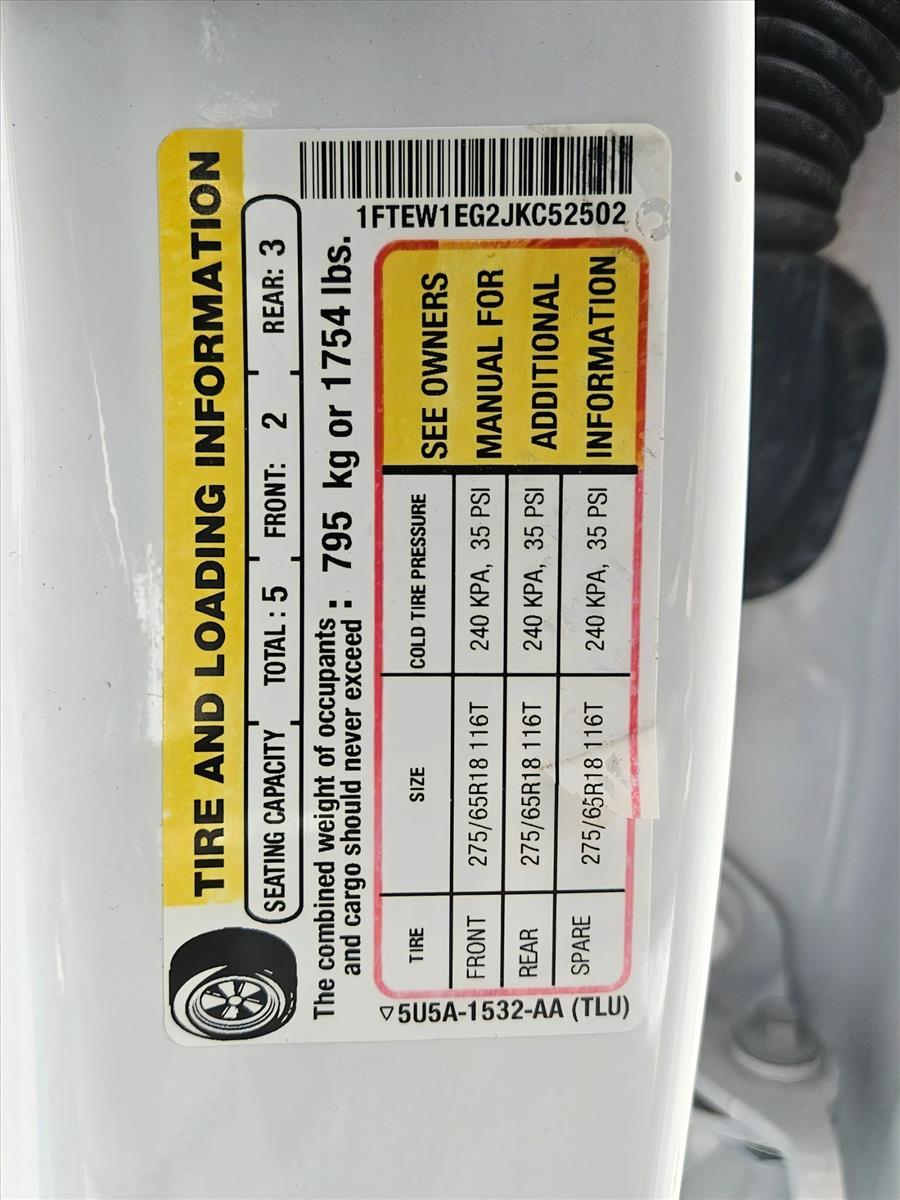 TIRE AND LOADING INFORMATION
SEATING CAPACITY TOTAL : 5 FRONT: 2 REAR: 3
The combined weight of occupants : 795 kg or 1754 lbs.
and cargo should never exceed :
1FTEW1EG2JKC52502
TIRE SIZE COLD TIRE PRESSURE
FRONT 275/65R18 116T 240 KPA, 35 PSI
REAR 275/65R18 116T 240 KPA, 35 PSI
SPARE 275/65R18 116T 240 KPA, 35 PSI
SEE OWNERS
MANUAL FOR
ADDITIONAL
INFORMATION
5U5A-1532-AA (TLU)